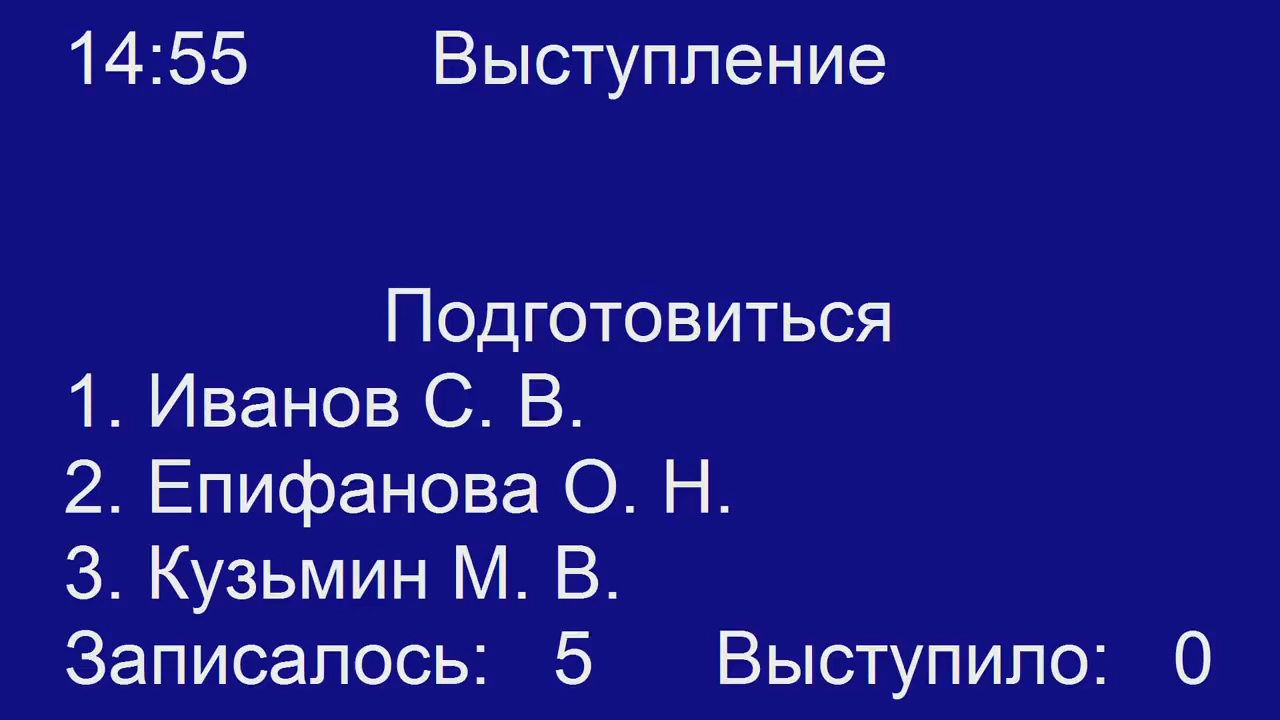 14:55 Выступление
Подготовиться
1. Иванов С. В.
2. Епифанова О. Н.
3. Кузьмин М. В.
Записалось: 5 Выступило: 0